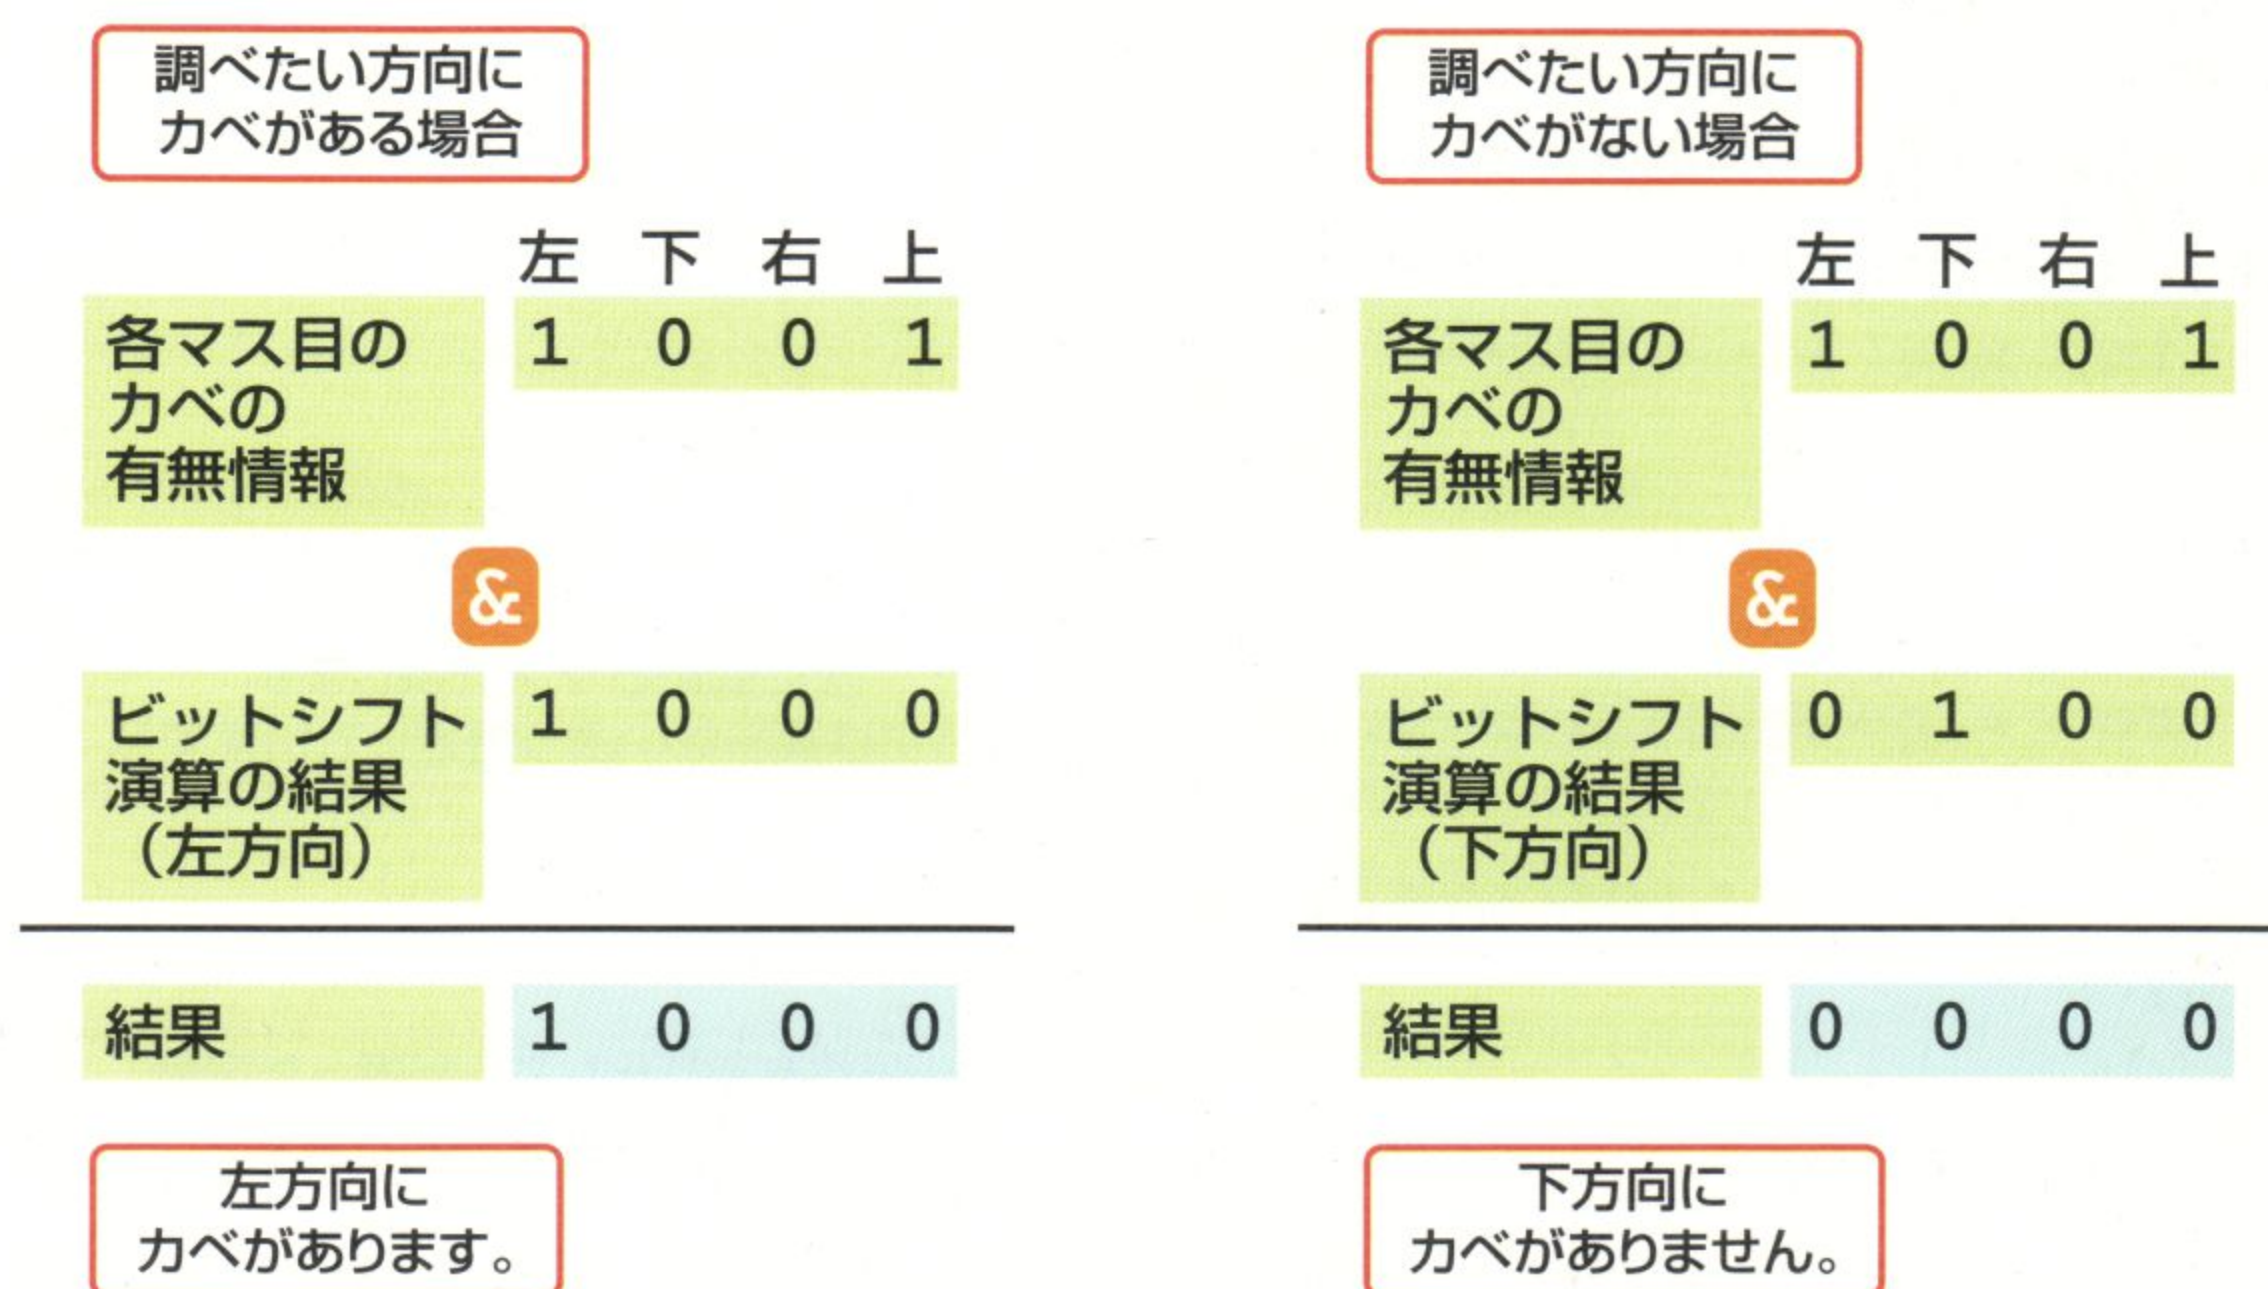 調べたい方向に
カベがある場合
左 下 右 上
各マス目の 1 0 0 1
カベの
有無情報
&
ビットシフト 1 0 0 0
演算の結果
(左方向)
結果 1 0 0 0
左方向に
カベがあります。
調べたい方向に
カベがない場合
左 下 右 上
各マス目の 1 0 0 1
カベの
有無情報
&
ビットシフト 0 1 0 0
演算の結果
(下方向)
結果 0 0 0 0
下方向に
カベがありません。